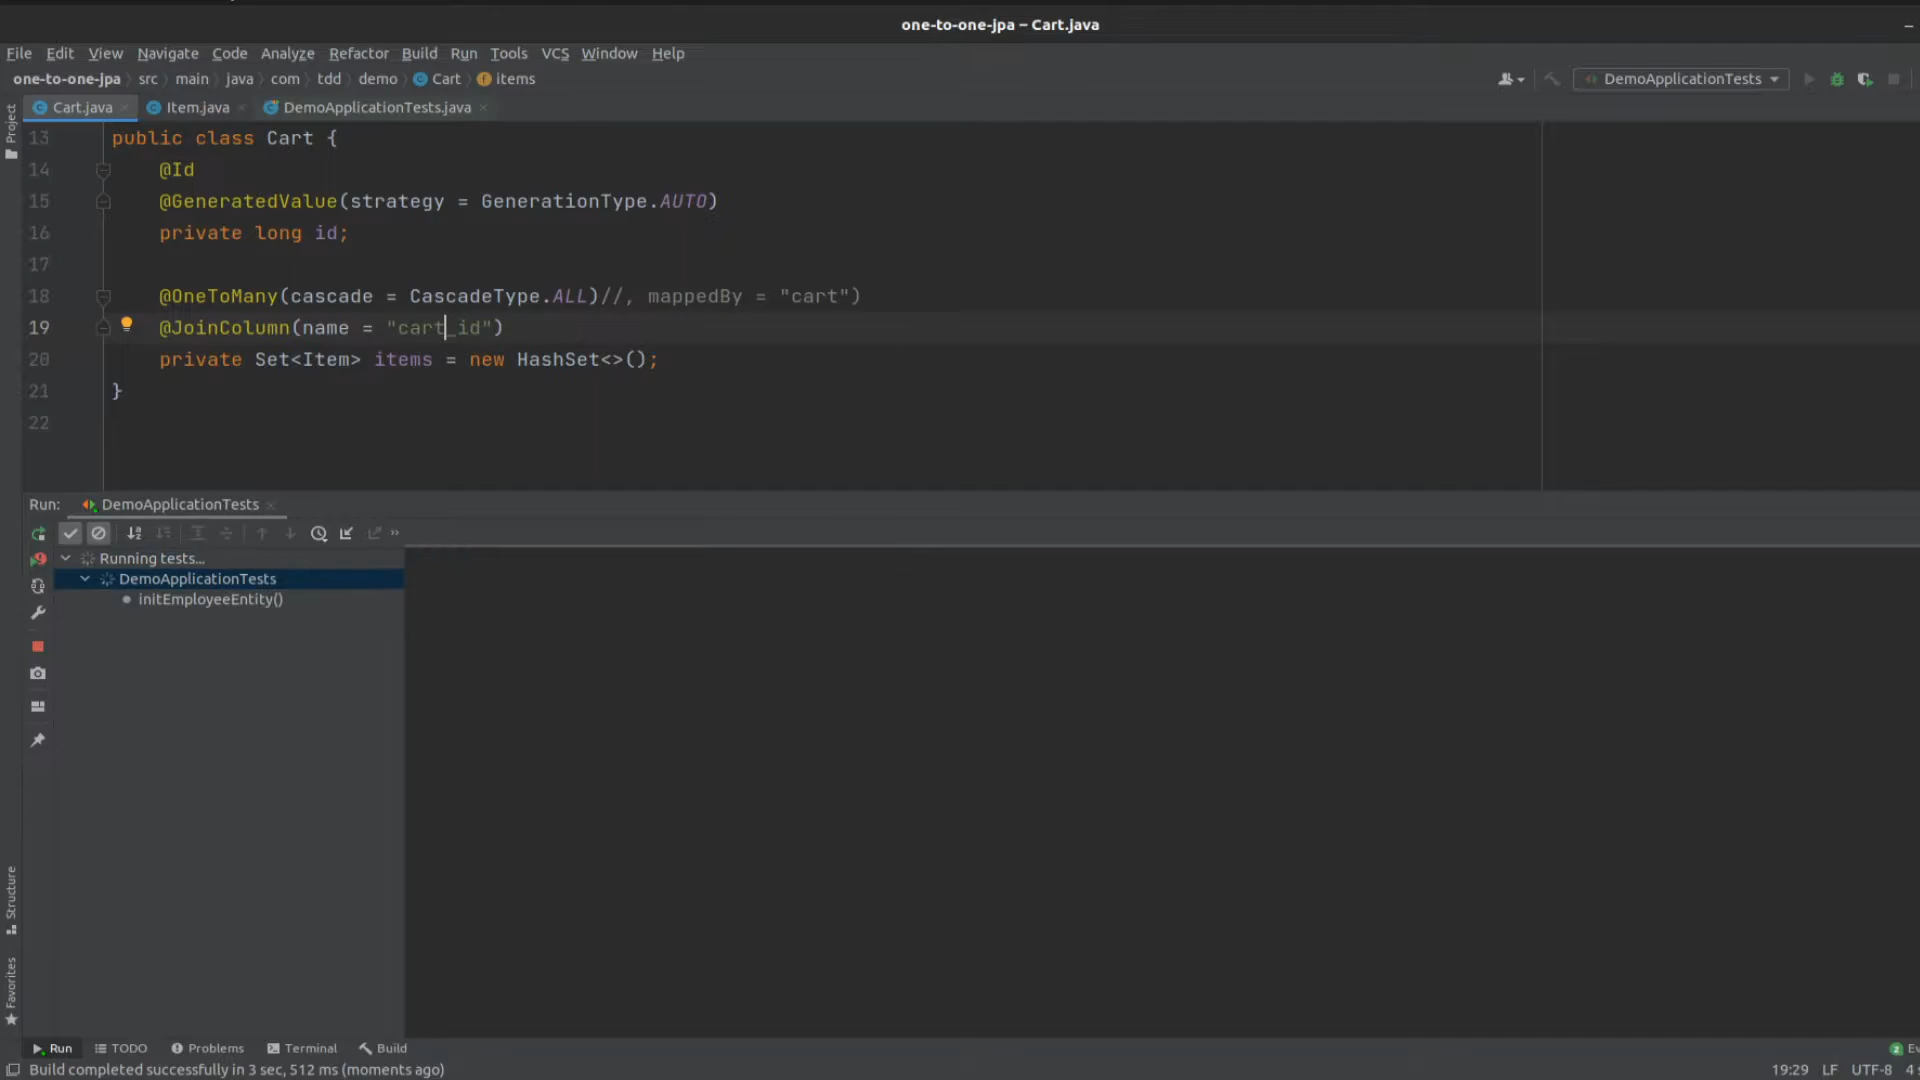 one-to-one-jpa – Cart.java
File Edit View Navigate Code Analyze Refactor Build Run Tools VCS Window Help
one-to-one-jpa src main java com tdd demo Cart items
DemoApplicationTests
Cart.java Item.java DemoApplicationTests.java
Project
13 public class Cart {
14 @Id
15 @GeneratedValue(strategy = GenerationType.AUTO)
16 private long id;
17
18 @OneToMany(cascade = CascadeType.ALL)//, mappedBy = "cart")
19 @JoinColumn(name = "cart_id")
20 private Set<Item> items = new HashSet<>();
21 }
22
Run: DemoApplicationTests
Running tests...
DemoApplicationTests
initEmployeeEntity()
Structure
Favorites
Run TODO Problems Terminal Build
2
Build completed successfully in 3 sec, 512 ms (moments ago)
19:29 LF UTF-8 4